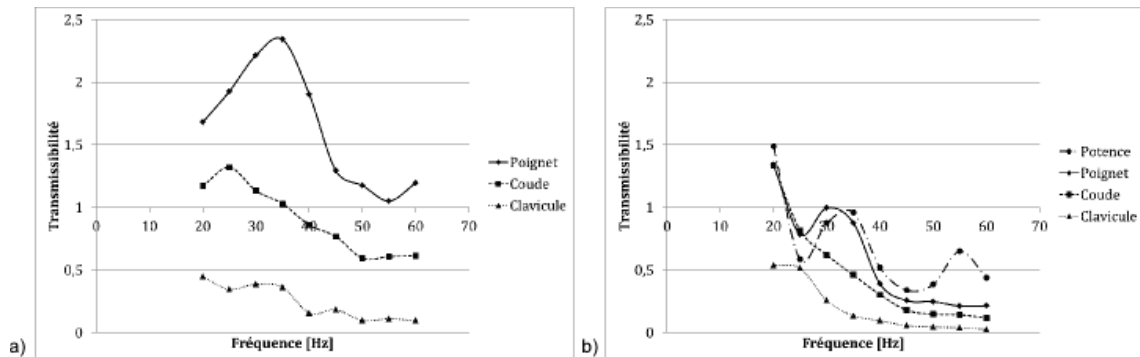 2,5
2
1,5
1
0,5
0
0
10
20
30
40
50
60
70
Transmissibilité
Fréquence [Hz]
Poignet
Coude
Clavicule
a)
2,5
2
1,5
1
0,5
0
0
10
20
30
40
50
60
70
Transmissibilité
Fréquence [Hz]
Potence
Poignet
Coude
Clavicule
b)